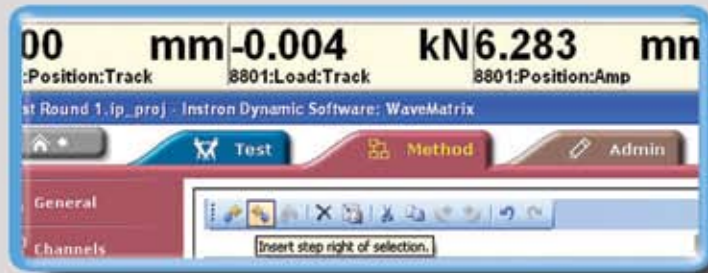 00 mm -0.004 kN 6.283 mm
:Position:Track 8801:Load:Track 8801:Position:Amp
st Round 1.ip_proj - Instron Dynamic Software: WaveMatrix
Test Method Admin
General
Insert step right of selection.
Channels